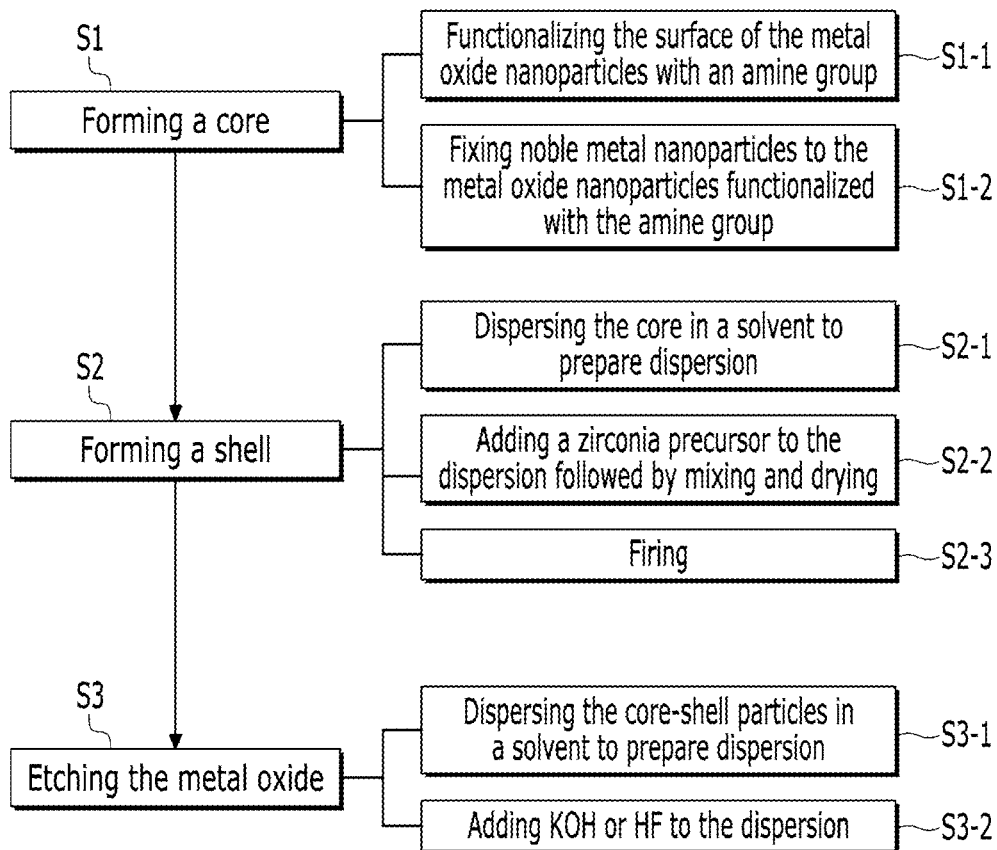 S1
Forming a core
Functionalizing the surface of the metal
oxide nanoparticles with an amine group
S1-1
Fixing noble metal nanoparticles to the
metal oxide nanoparticles functionalized
with the amine group
S1-2
S2
Forming a shell
Dispersing the core in a solvent to
prepare dispersion
S2-1
Adding a zirconia precursor to the
dispersion followed by mixing and drying
S2-2
Firing
S2-3
S3
Etching the metal oxide
Dispersing the core-shell particles in
a solvent to prepare dispersion
S3-1
Adding KOH or HF to the dispersion
S3-2